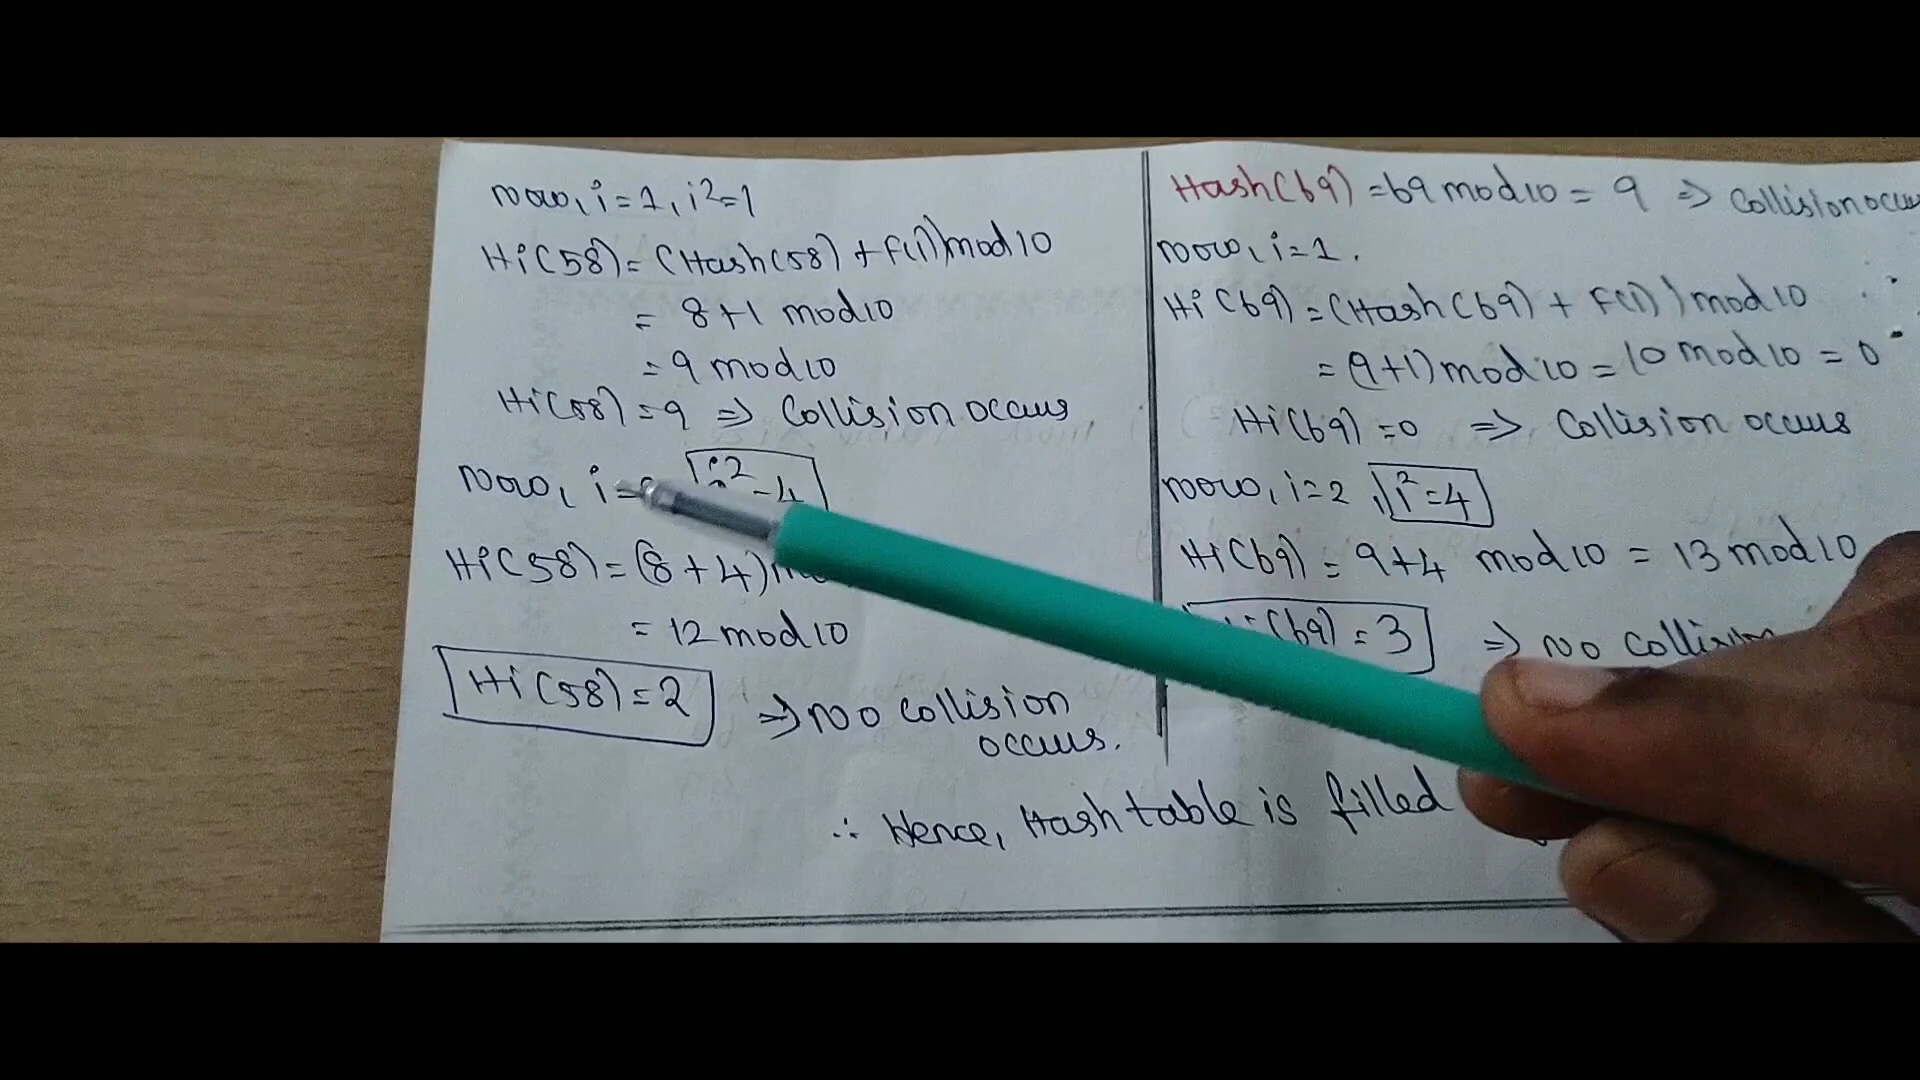 Now, i=1, i²=1
Hi(58)= (Hash(58) + F(1)) mod 10
= 8+1 mod 10
= 9 mod 10
Hi(58) = 9 ⇒ Collision occurs
Now, i= i²=4
Hi(58) = (8+4)
= 12 mod 10
Hi(58) = 2 ⇒ No collision
occurs.
Hash(69) = 69 mod 10 = 9 ⇒ Collision
Now, i=1.
Hi(69) = (Hash(69) + F(1)) mod 10
= (9+1) mod 10 = 10 mod 10 = 0
Hi(69) = 0 ⇒ Collision occurs
Now, i=2, i²=4
Hi(69) = 9+4 mod 10 = 13 mod 10
(69) = 3 ⇒ No
∴ Hence, Hash table is filled